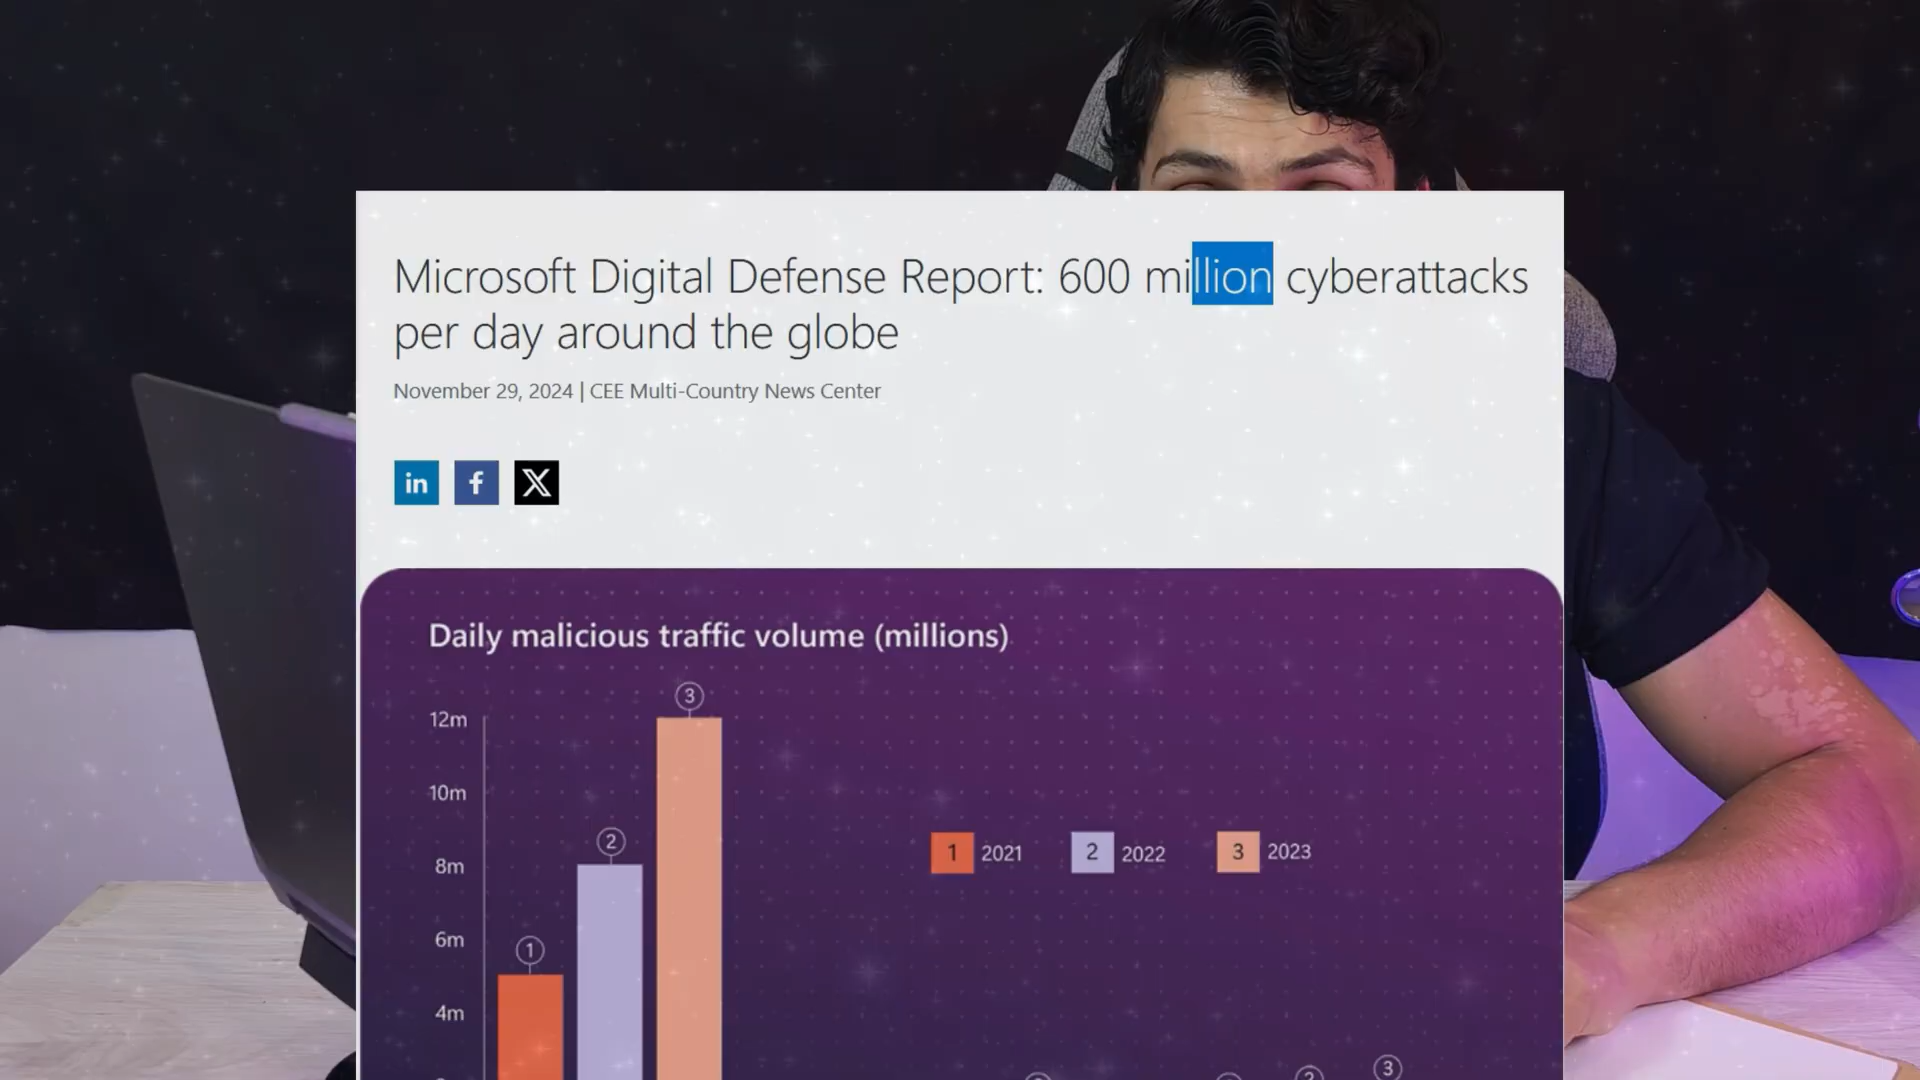 Microsoft Digital Defense Report: 600 million cyberattacks
per day around the globe
November 29, 2024 | CEE Multi-Country News Center
in f X
Daily malicious traffic volume (millions)
3
12m
10m
2
8m
1 2021 2 2022 3 2023
6m
1
4m
3